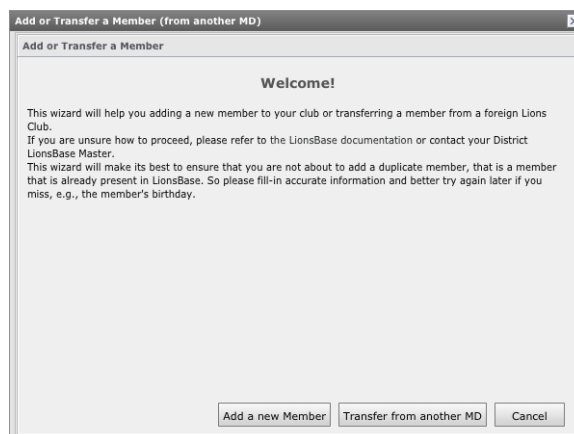 Add or Transfer a Member (from another MD)
Add or Transfer a Member
Welcome!
This wizard will help you adding a new member to your club or transferring a member from a foreign Lions
Club.
If you are unsure how to proceed, please refer to the LionsBase documentation or contact your District
LionsBase Master.
This wizard will make its best to ensure that you are not about to add a duplicate member, that is a member
that is already present in LionsBase. So please fill-in accurate information and better try again later if you
miss, e.g., the member's birthday.
Add a new Member Transfer from another MD Cancel